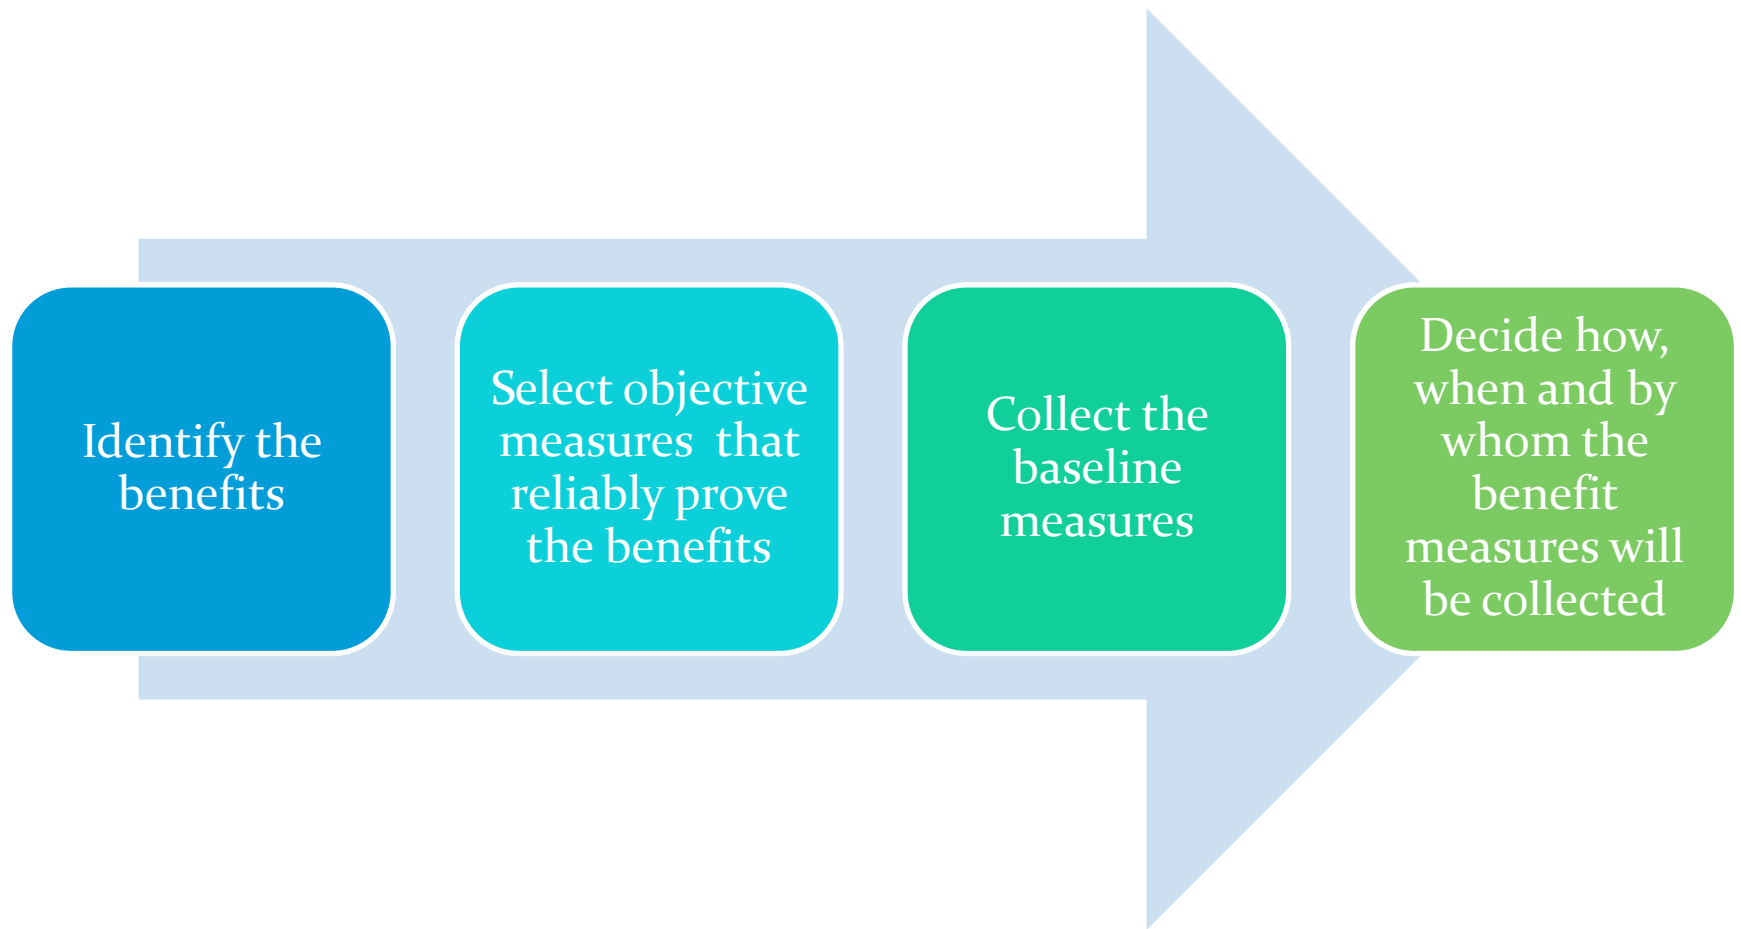 Identify the
benefits
Select objective
measures  that
reliably prove
the benefits
Collect the
baseline
measures
Decide how,
when and by
whom the
benefit
measures will
be collected